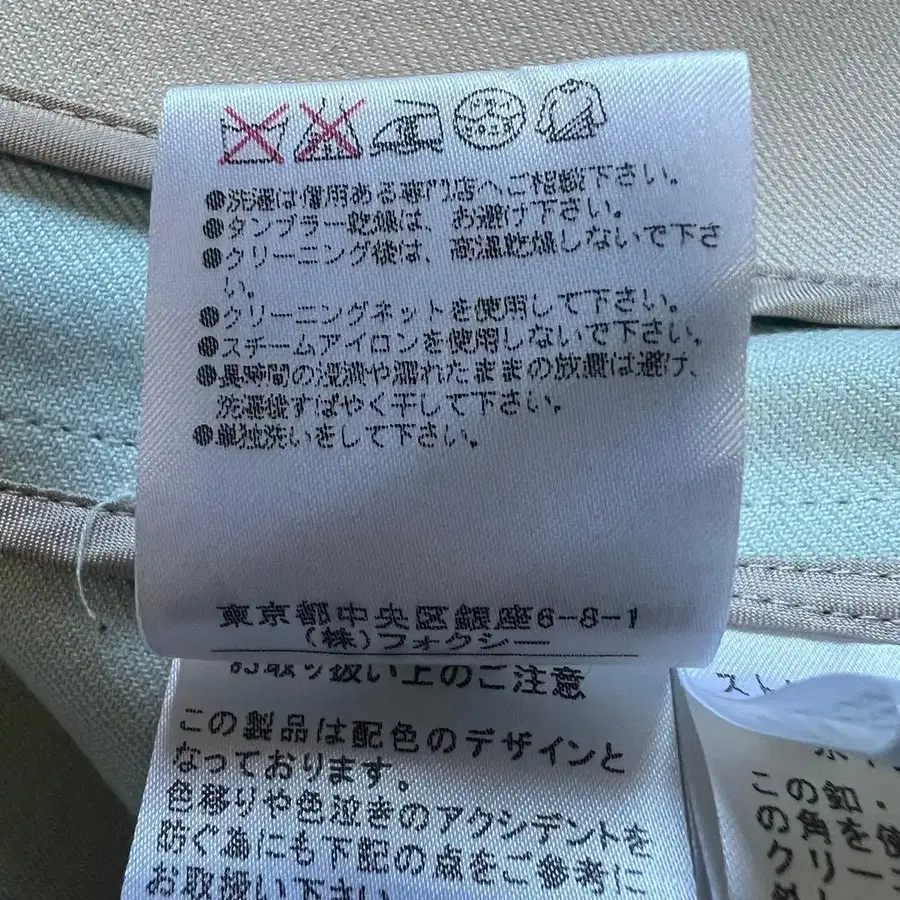 ●洗濯は信用ある専門店へご相談下さい。
●タンブラー乾燥は、お避け下さい。
●クリーニング後は、高温乾燥しないで下さ
い。
●クリーニングネットを使用して下さい。
●スチームアイロンを使用しないで下さい。
●長時間の浸漬や濡れたままの放置は避け、
洗濯後すばやく干して下さい。
●単独洗いをして下さい。
東京都中央区銀座6-8-1
(株)フォクシー
お取り扱い上のご注意
この製品は配色のデザインと
なっております。
色移りや色泣きのアクシデントを
防ぐ為にも下記の点をご参考に
お取扱い下さい
スト
この釦・
の角を使
クリー